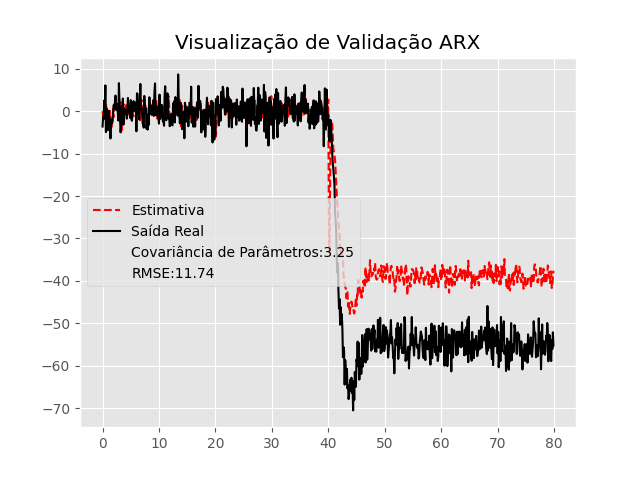 Visualização de Validação ARX
10
0
−10
−20
−30
−40
−50
−60
−70
Estimativa
Saída Real
Covariância de Parâmetros:3.25
RMSE:11.74
0 10 20 30 40 50 60 70 80